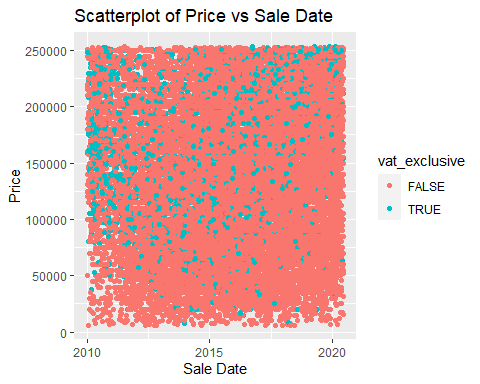 Scatterplot of Price vs Sale Date
250000
200000
150000
100000
50000
0
Price
2010
2015
2020
Sale Date
vat_exclusive
FALSE
TRUE